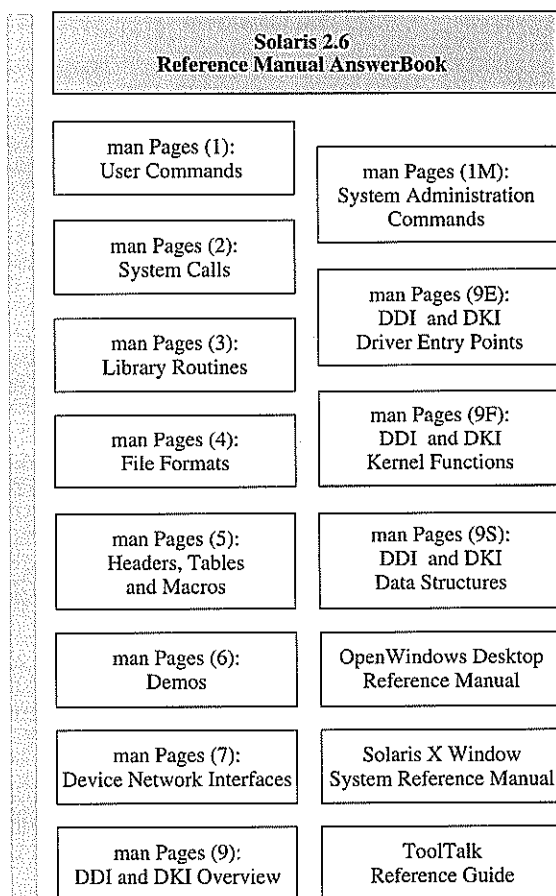 Solaris 2.6
Reference Manual AnswerBook
man Pages (1):
User Commands
man Pages (2):
System Calls
man Pages (3):
Library Routines
man Pages (4):
File Formats
man Pages (5):
Headers, Tables
and Macros
man Pages (6):
Demos
man Pages (7):
Device Network Interfaces
man Pages (9):
DDI and DKI Overview
man Pages (1M):
System Administration
Commands
man Pages (9E):
DDI and DKI
Driver Entry Points
man Pages (9F):
DDI and DKI
Kernel Functions
man Pages (9S):
DDI and DKI
Data Structures
OpenWindows Desktop
Reference Manual
Solaris X Window
System Reference Manual
ToolTalk
Reference Guide